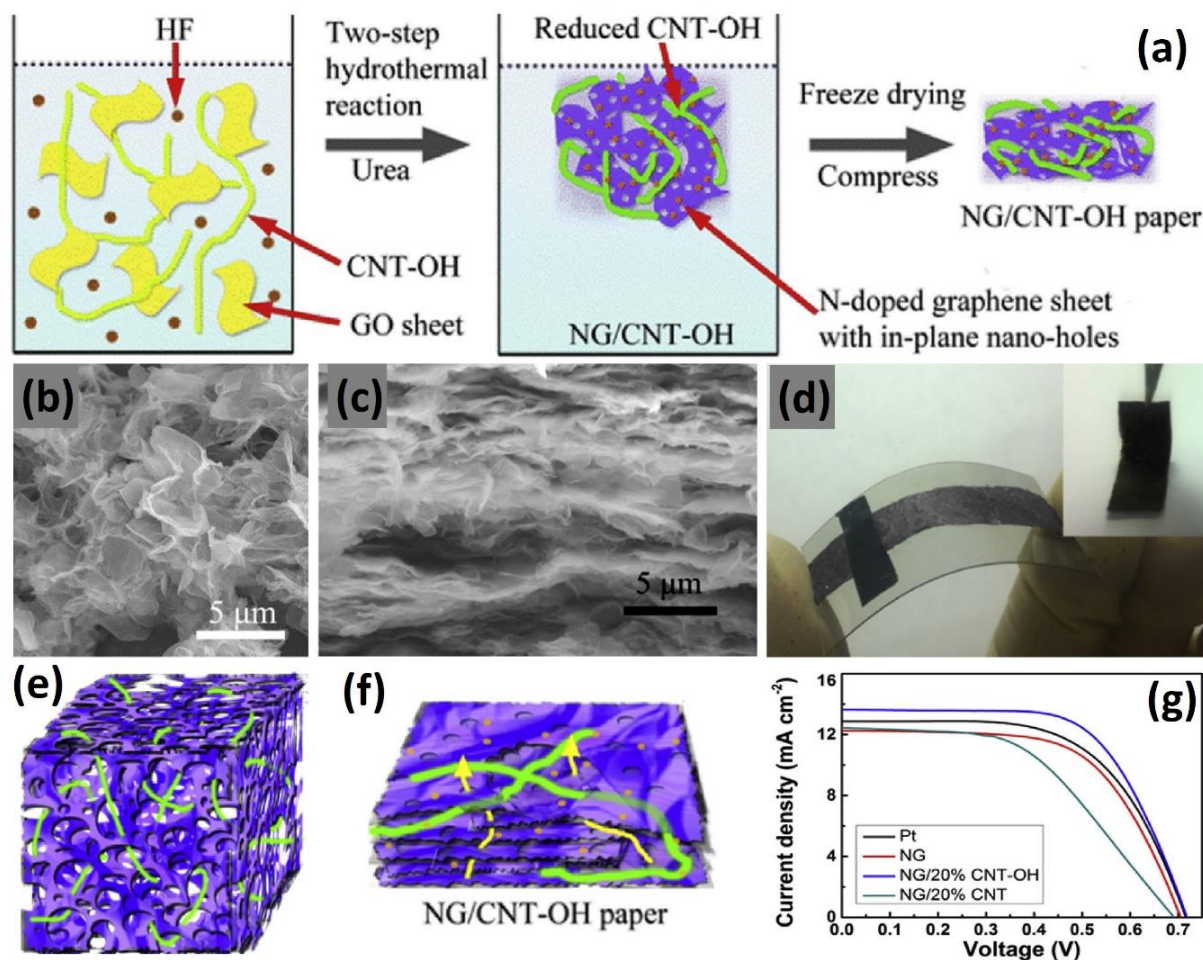 HF
Two-step
hydrothermal
reaction
Urea
CNT-OH
GO sheet
Reduced CNT-OH
NG/CNT-OH
N-doped graphene sheet
with in-plane nano-holes
Freeze drying
Compress
NG/CNT-OH paper
(a)
(b)
5 μm
(c)
5 μm
(d)
(e)
(f)
NG/CNT-OH paper
(g)
Current density (mA cm⁻²)
16
12
8
4
0
Pt
NG
NG/20% CNT-OH
NG/20% CNT
0.0 0.1 0.2 0.3 0.4 0.5 0.6 0.7
Voltage (V)